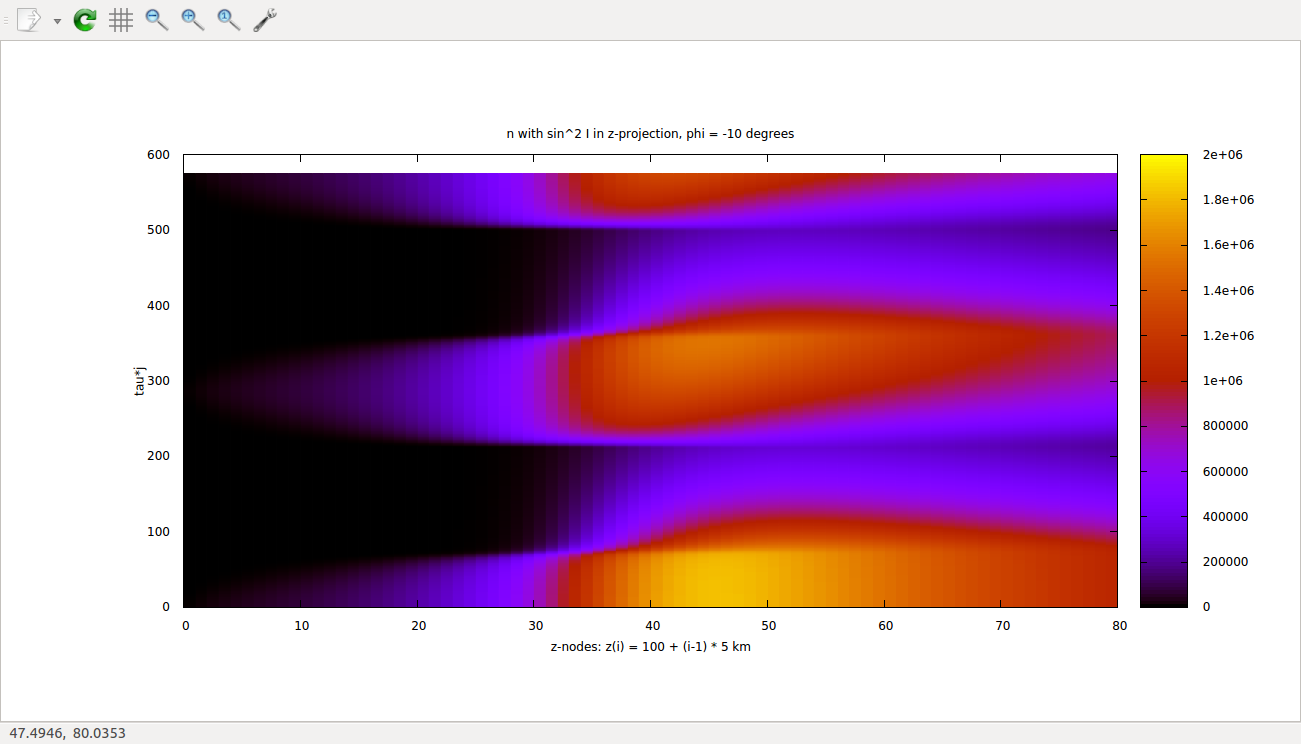 n with sin^2 I in z-projection, phi = -10 degrees
600
500
400
300
200
100
0
tau*j
0 10 20 30 40 50 60 70 80
z-nodes: z(i) = 100 + (i-1) * 5 km
2e+06
1.8e+06
1.6e+06
1.4e+06
1.2e+06
1e+06
800000
600000
400000
200000
0
47.4946, 80.0353